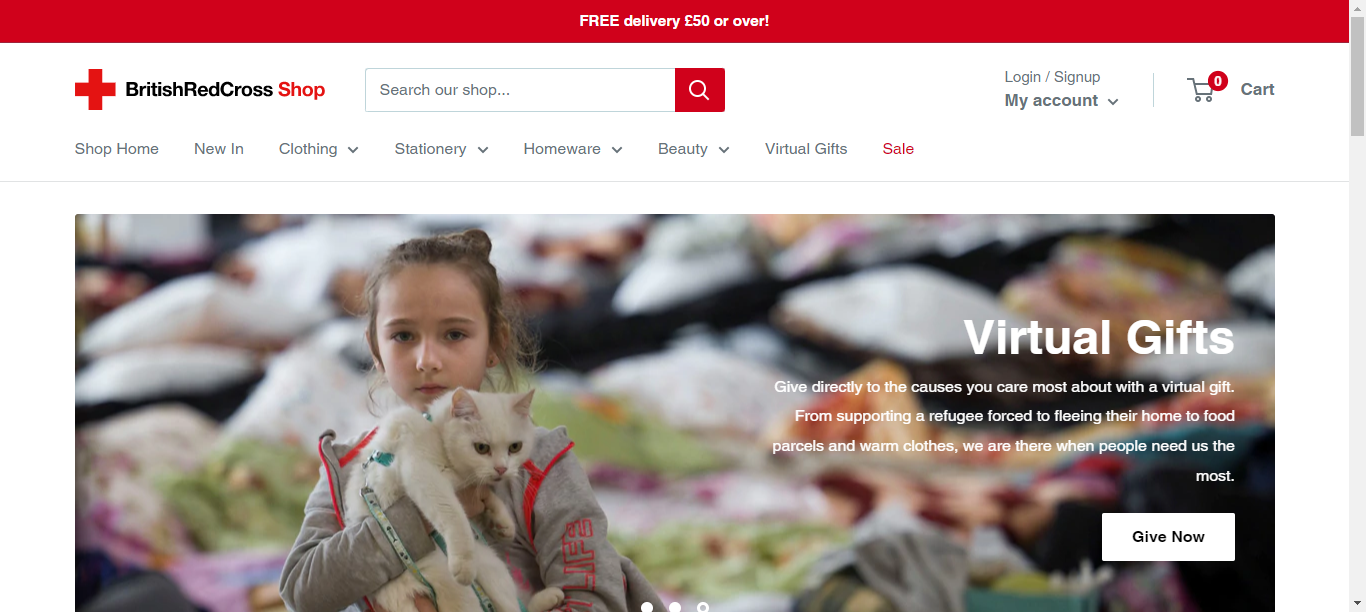 FREE delivery £50 or over!
BritishRedCross Shop
Search our shop...
Login / Signup
My account
0
Cart
Shop Home
New In
Clothing
Stationery
Homeware
Beauty
Virtual Gifts
Sale
Virtual Gifts
Give directly to the causes you care most about with a virtual gift.
From supporting a refugee forced to fleeing their home to food
parcels and warm clothes, we are there when people need us the
most.
Give Now
LIFE